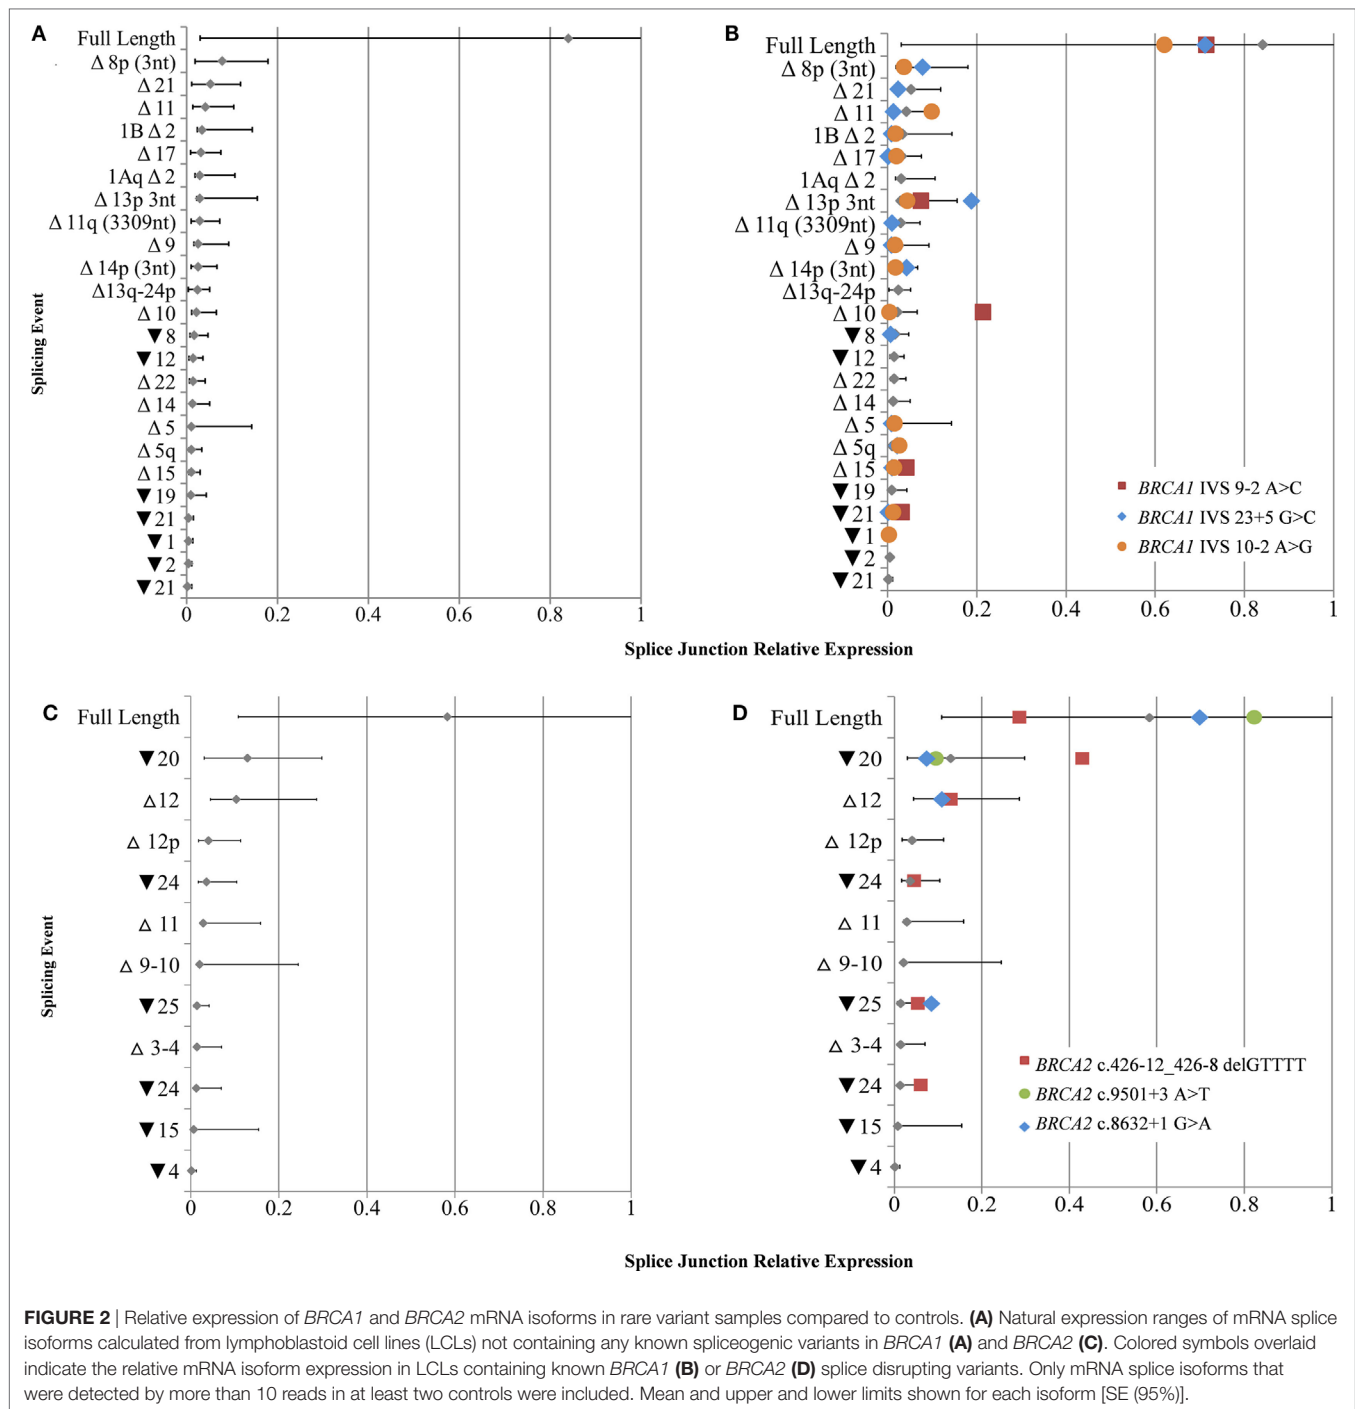 A
Full Length
Δ 8p (3nt)
Δ 21
Δ 11
1B Δ 2
Δ 17
1Aq Δ 2
Δ 13p 3nt
Δ 11q (3309nt)
Δ 9
Δ 14p (3nt)
Δ13q-24p
Δ 10
▼8
▼12
Δ 22
Δ 14
Δ 5
Δ 5q
Δ 15
▼19
▼21
▼1
▼2
▼21
Splicing Event
0 0.2 0.4 0.6 0.8 1
B
Full Length
Δ 8p (3nt)
Δ 21
Δ 11
1B Δ 2
Δ 17
1Aq Δ 2
Δ 13p 3nt
Δ 11q (3309nt)
Δ 9
Δ 14p (3nt)
Δ13q-24p
Δ 10
▼8
▼12
Δ 22
Δ 14
Δ 5
Δ 5q
Δ 15
▼19
▼21
▼1
▼2
▼21
BRCA1 IVS 9-2 A>C
BRCA1 IVS 23+5 G>C
BRCA1 IVS 10-2 A>G
0 0.2 0.4 0.6 0.8 1
Splice Junction Relative Expression
C
Full Length
▼20
Δ12
Δ 12p
▼24
Δ 11
Δ 9-10
▼25
Δ 3-4
▼24
▼15
▼4
Splicing Event
0 0.2 0.4 0.6 0.8 1
D
Full Length
▼20
Δ12
Δ 12p
▼24
Δ 11
Δ 9-10
▼25
Δ 3-4
▼24
▼15
▼4
BRCA2 c.426-12_426-8 delGTTTT
BRCA2 c.9501+3 A>T
BRCA2 c.8632+1 G>A
0 0.2 0.4 0.6 0.8 1
Splice Junction Relative Expression
FIGURE 2 | Relative expression of BRCA1 and BRCA2 mRNA isoforms in rare variant samples compared to controls. (A) Natural expression ranges of mRNA splice
isoforms calculated from lymphoblastoid cell lines (LCLs) not containing any known spliceogenic variants in BRCA1 (A) and BRCA2 (C). Colored symbols overlaid
indicate the relative mRNA isoform expression in LCLs containing known BRCA1 (B) or BRCA2 (D) splice disrupting variants. Only mRNA splice isoforms that
were detected by more than 10 reads in at least two controls were included. Mean and upper and lower limits shown for each isoform [SE (95%)].